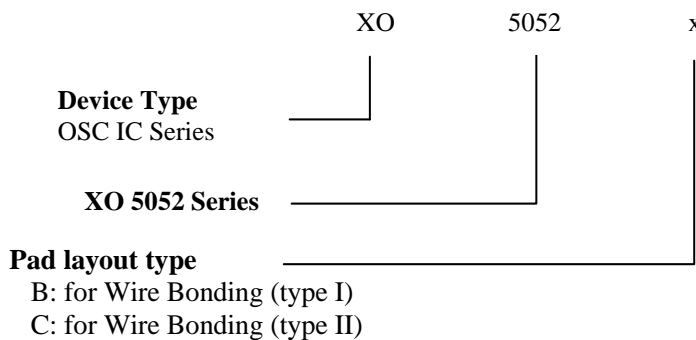 XO 5052 x
Device Type
OSC IC Series
XO 5052 Series
Pad layout type
B: for Wire Bonding (type I)
C: for Wire Bonding (type II)